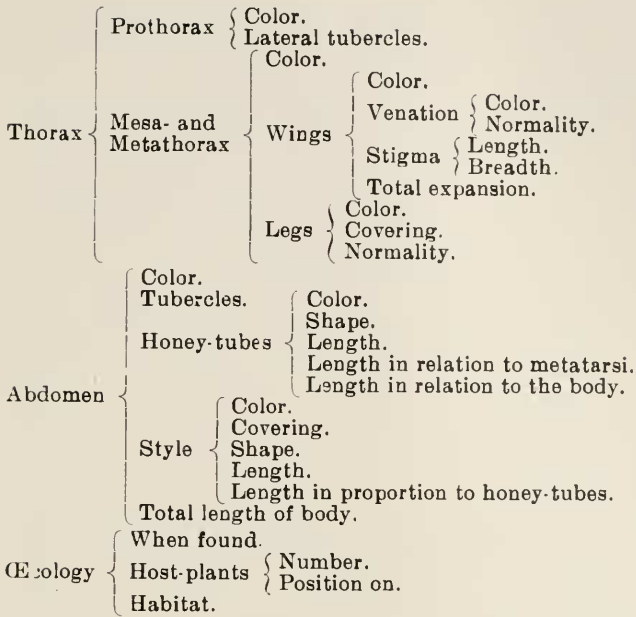 Prothorax { Color.
Lateral tubercles.
Color.
Color.
Venation { Color.
Normality.
Thorax { Mesa- and Metathorax { Wings {
Stigma { Length.
Breadth.
Total expansion.
Legs { Color.
Covering.
Normality.
Color.
Tubercles.
Honey-tubes { Color.
Shape.
Length.
Length in relation to metatarsi.
Length in relation to the body.
Abdomen {
Style { Color.
Covering.
Shape.
Length.
Length in proportion to honey-tubes.
Total length of body.
When found.
Œcology { Host-plants { Number.
Position on.
Habitat.